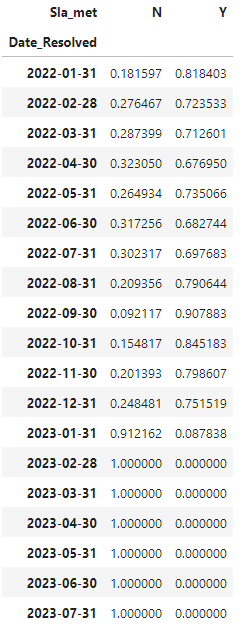 Sla_met N Y
Date_Resolved
2022-01-31 0.181597 0.818403
2022-02-28 0.276467 0.723533
2022-03-31 0.287399 0.712601
2022-04-30 0.323050 0.676950
2022-05-31 0.264934 0.735066
2022-06-30 0.317256 0.682744
2022-07-31 0.302317 0.697683
2022-08-31 0.209356 0.790644
2022-09-30 0.092117 0.907883
2022-10-31 0.154817 0.845183
2022-11-30 0.201393 0.798607
2022-12-31 0.248481 0.751519
2023-01-31 0.912162 0.087838
2023-02-28 1.000000 0.000000
2023-03-31 1.000000 0.000000
2023-04-30 1.000000 0.000000
2023-05-31 1.000000 0.000000
2023-06-30 1.000000 0.000000
2023-07-31 1.000000 0.000000